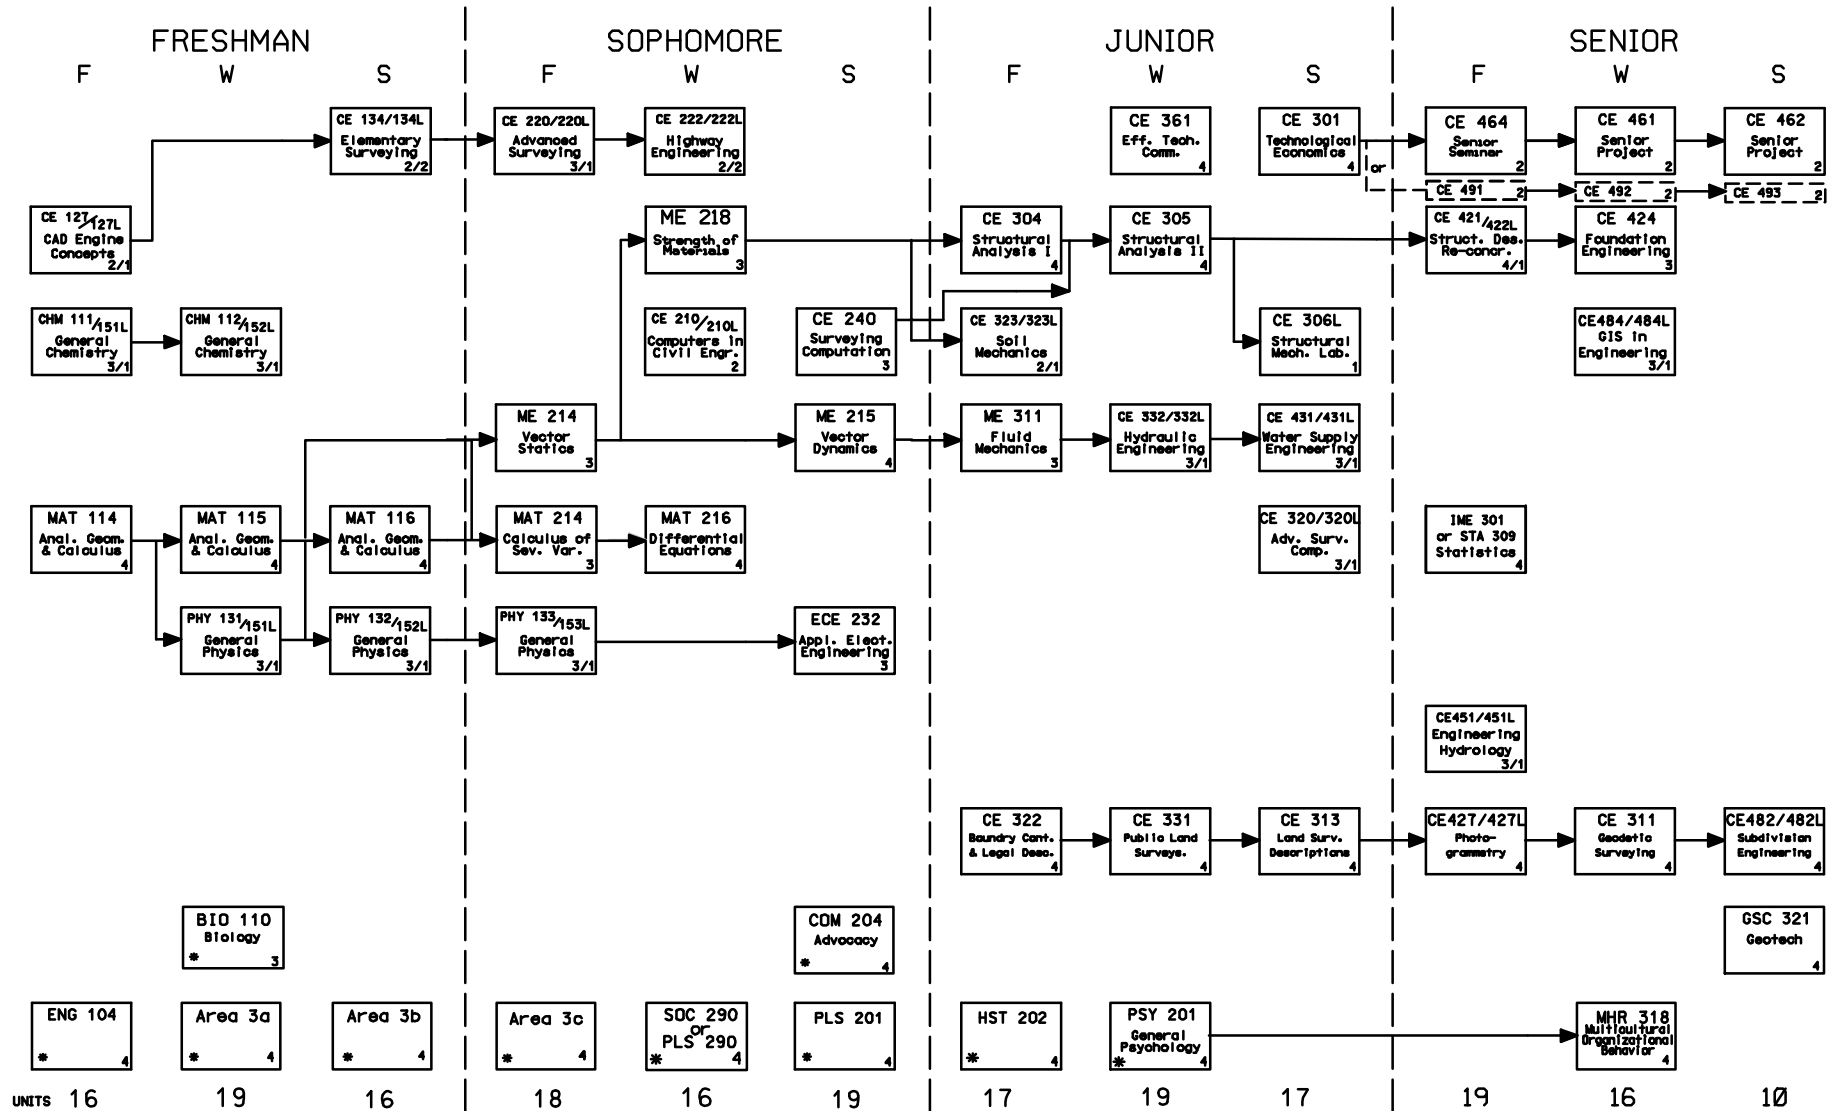 FRESHMAN
SOPHOMORE
JUNIOR
SENIOR
F
W
S
F
W
S
F
W
S
F
W
S
CE 134/134L
Elementary
Surveying
2/2
CE 220/220L
Advanced
Surveying
3/1
CE 222/222L
Highway
Engineering
2/2
CE 361
Eff. Tech.
Comm.
4
CE 301
Technological
Economics
4
or
CE 464
Senior
Seminar
2
CE 461
Senior
Project
2
CE 462
Senior
Project
2
CE 491
2
CE 492
2
CE 493
2
CE 127/127L
CAD Engine
Concepts
2/1
ME 218
Strength of
Materials
3
CE 304
Structural
Analysis I
4
CE 305
Structural
Analysis II
4
CE 421/422L
Struct. Des.
Re-concr.
4/1
CE 424
Foundation
Engineering
3
CHM 111/151L
General
Chemistry
3/1
CHM 112/152L
General
Chemistry
3/1
CE 210/210L
Computers in
Civil Engr.
2
CE 240
Surveying
Computation
3
CE 323/323L
Soil
Mechanics
2/1
CE 306L
Structural
Mech. Lab.
1
CE484/484L
GIS in
Engineering
3/1
ME 214
Vector
Statics
3
ME 215
Vector
Dynamics
4
ME 311
Fluid
Mechanics
3
CE 332/332L
Hydraulic
Engineering
3/1
CE 431/431L
Water Supply
Engineering
3/1
MAT 114
Anal. Geom.
& Calculus
4
MAT 115
Anal. Geom.
& Calculus
4
MAT 116
Anal. Geom.
& Calculus
4
MAT 214
Calculus of
Sev. Var.
3
MAT 216
Differential
Equations
4
CE 320/320L
Adv. Surv.
Comp.
3/1
IME 301
or STA 309
Statistics
4
PHY 131/151L
General
Physics
3/1
PHY 132/152L
General
Physics
3/1
PHY 133/153L
General
Physics
3/1
ECE 232
Appl. Elect.
Engineering
3
CE451/451L
Engineering
Hydrology
3/1
CE 322
Boundry Cont.
& Legal Desc.
4
CE 331
Public Land
Surveys.
4
CE 313
Land Surv.
Descriptions
4
CE427/427L
Photo-
grammetry
4
CE 311
Geodetic
Surveying
4
CE482/482L
Subdivision
Engineering
4
BIO 110
Biology
* 3
COM 204
Advocacy
* 4
GSC 321
Geotech
4
ENG 104
* 4
Area 3a
* 4
Area 3b
* 4
Area 3c
* 4
SOC 290
or
PLS 290
* 4
PLS 201
* 4
HST 202
* 4
PSY 201
General
Psychology
* 4
MHR 318
Multicultural
Organizational
Behavior
4
UNITS 16 19 16 18 16 19 17 19 17 19 16 10